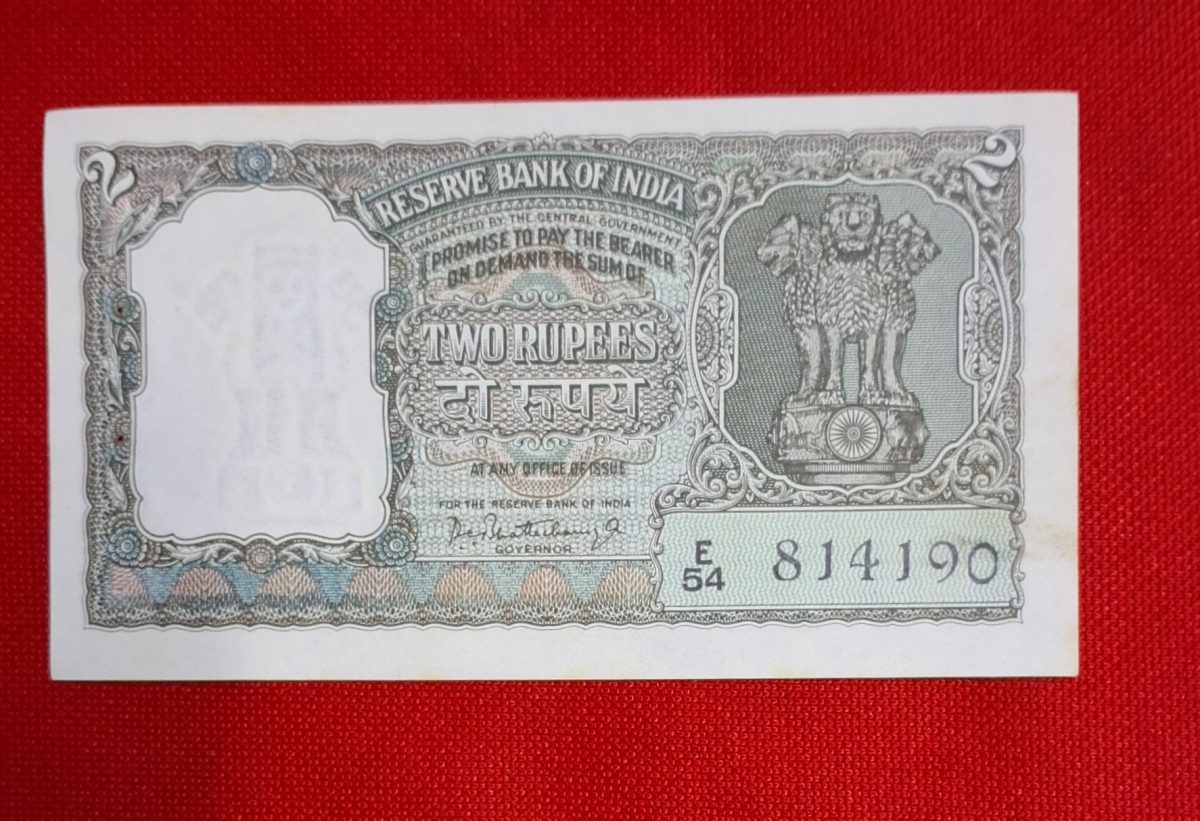 2
2
RESERVE BANK OF INDIA
GUARANTEED BY THE CENTRAL GOVERNMENT
I PROMISE TO PAY THE BEARER
ON DEMAND THE SUM OF
TWO RUPEES
दो रूपये
AT ANY OFFICE OF ISSUE
FOR THE RESERVE BANK OF INDIA
GOVERNOR
E
54 814190